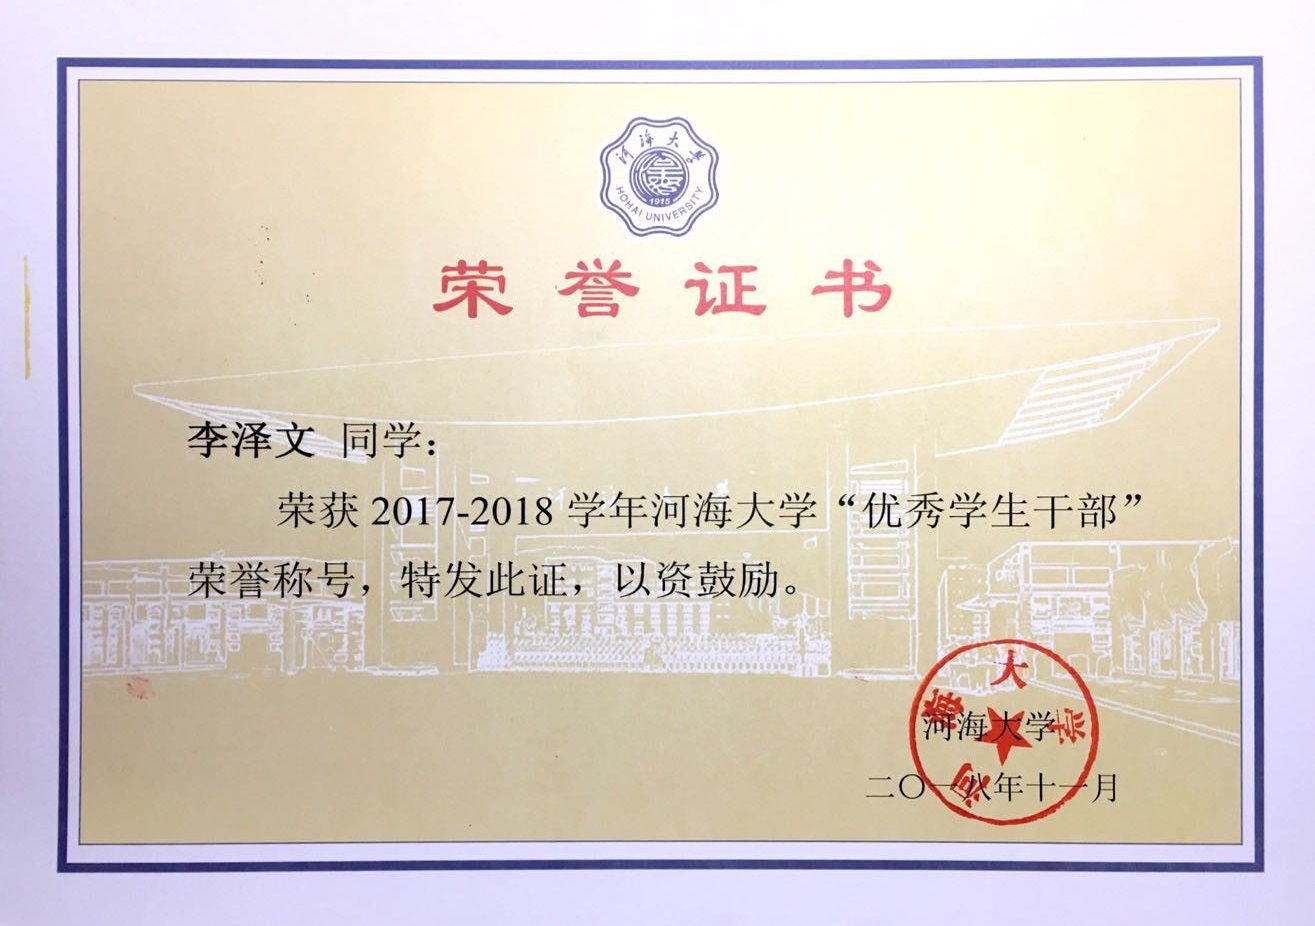 河海大学
1915
HOHAI UNIVERSITY
荣誉证书
李泽文 同学：
荣获 2017-2018 学年河海大学“优秀学生干部”
荣誉称号，特发此证，以资鼓励。
河海大学
河海大学
二〇一八年十一月